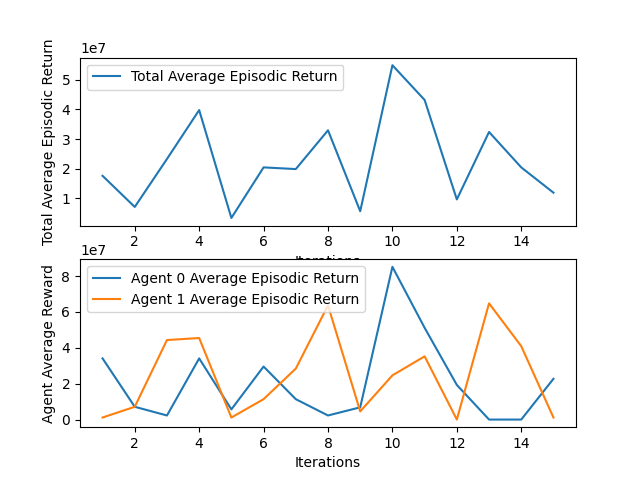 1e7
Total Average Episodic Return
Total Average Episodic Return
5
4
3
2
1
2 4 6 8 10 12 14
Iterations
1e7
Agent 0 Average Episodic Return
Agent 1 Average Episodic Return
Agent Average Reward
8
6
4
2
0
2 4 6 8 10 12 14
Iterations